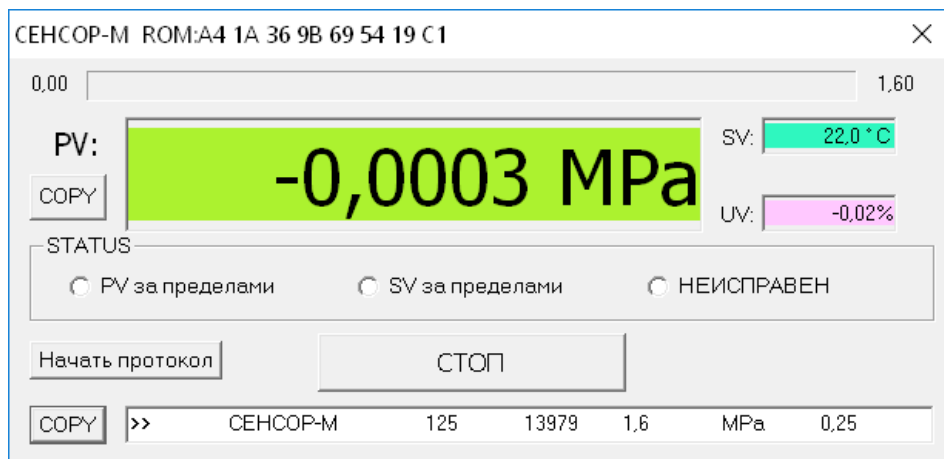 СЕНСОР-М ROM:A4 1A 36 9B 69 54 19 C1
0,00 1,60
PV: -0,0003 MPa SV: 22,0 °C
COPY UV: -0,02%
STATUS
PV за пределами SV за пределами НЕИСПРАВЕН
Начать протокол СТОП
COPY >> СЕНСОР-М 125 13979 1,6 MPa 0,25